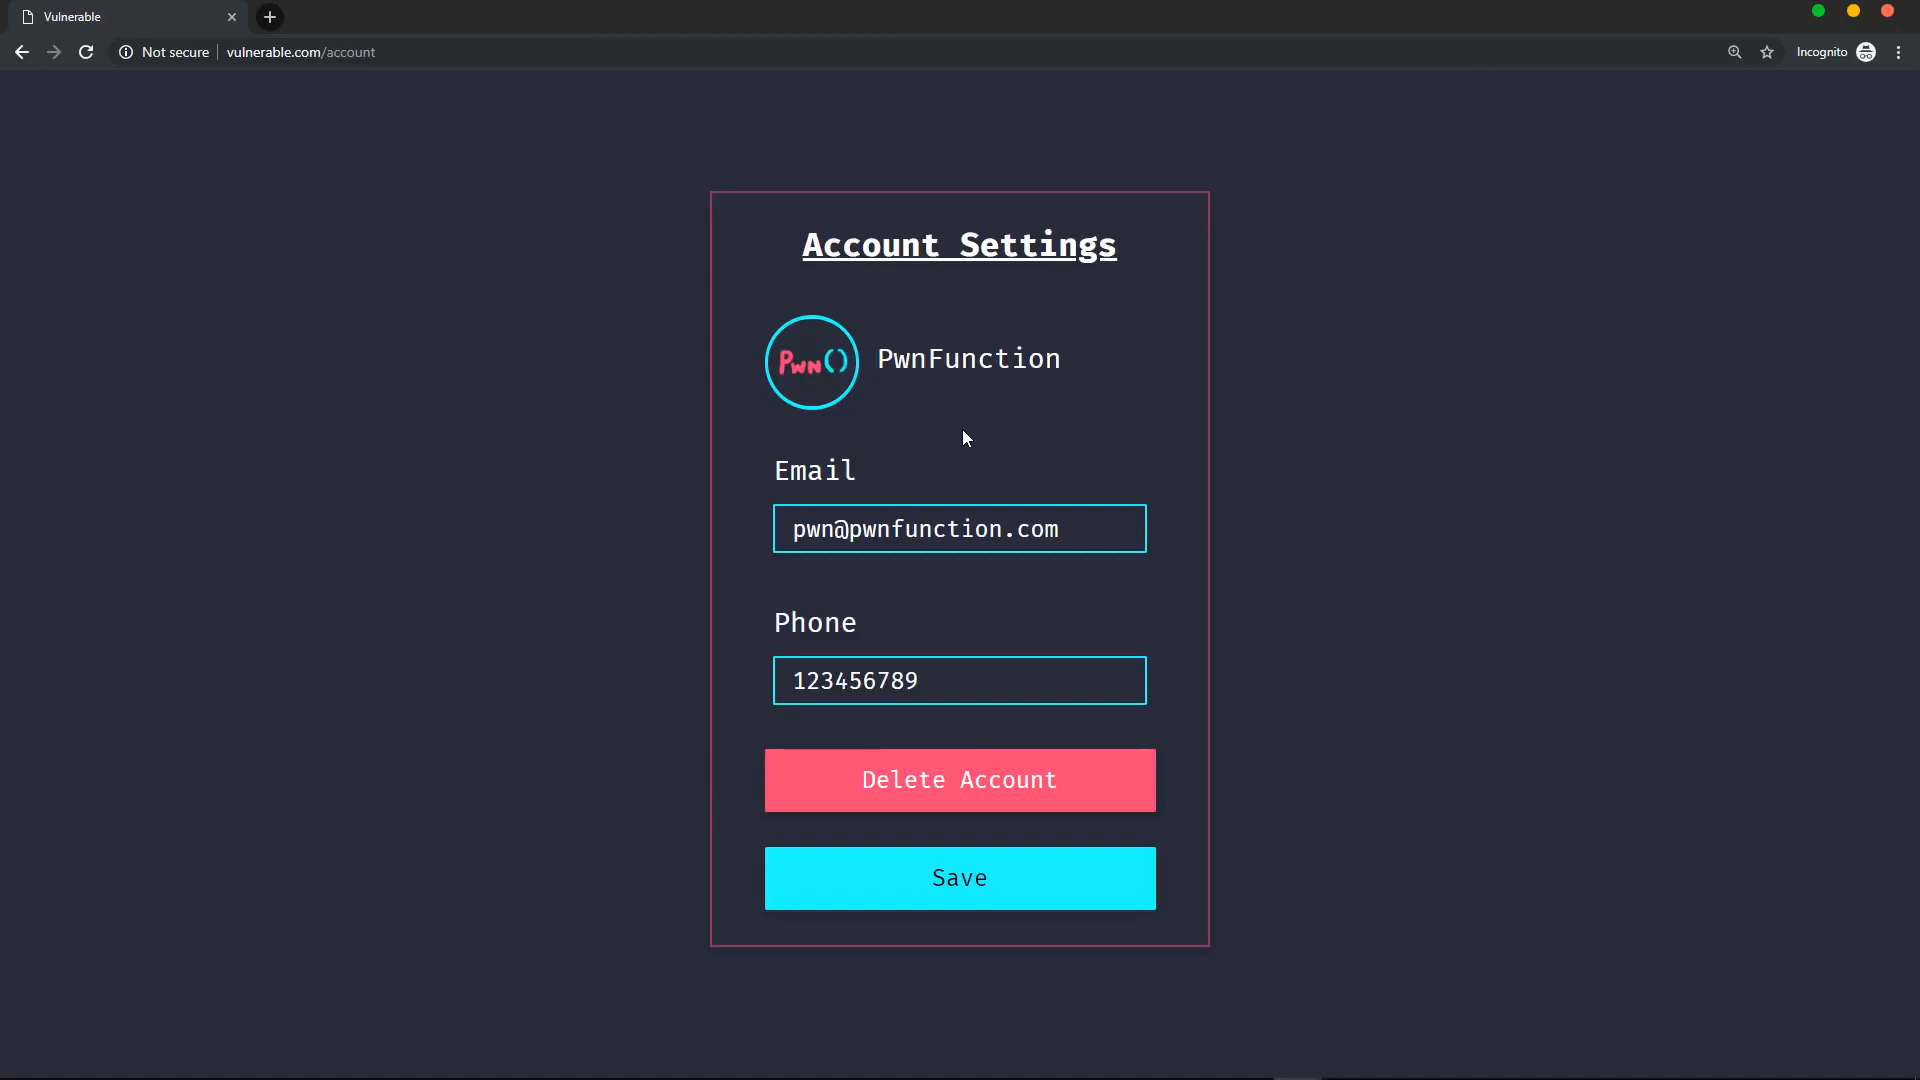 Vulnerable
Not secure
vulnerable.com/account
Incognito
Account Settings
Pwn()
PwnFunction
Email
pwn@pwnfunction.com
Phone
123456789
Delete Account
Save